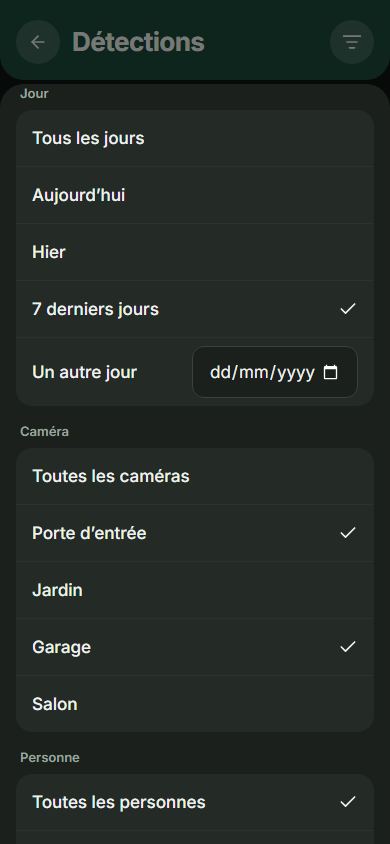 Détections
Jour
Tous les jours
Aujourd’hui
Hier
7 derniers jours
Un autre jour dd/mm/yyyy
Caméra
Toutes les caméras
Porte d’entrée
Jardin
Garage
Salon
Personne
Toutes les personnes